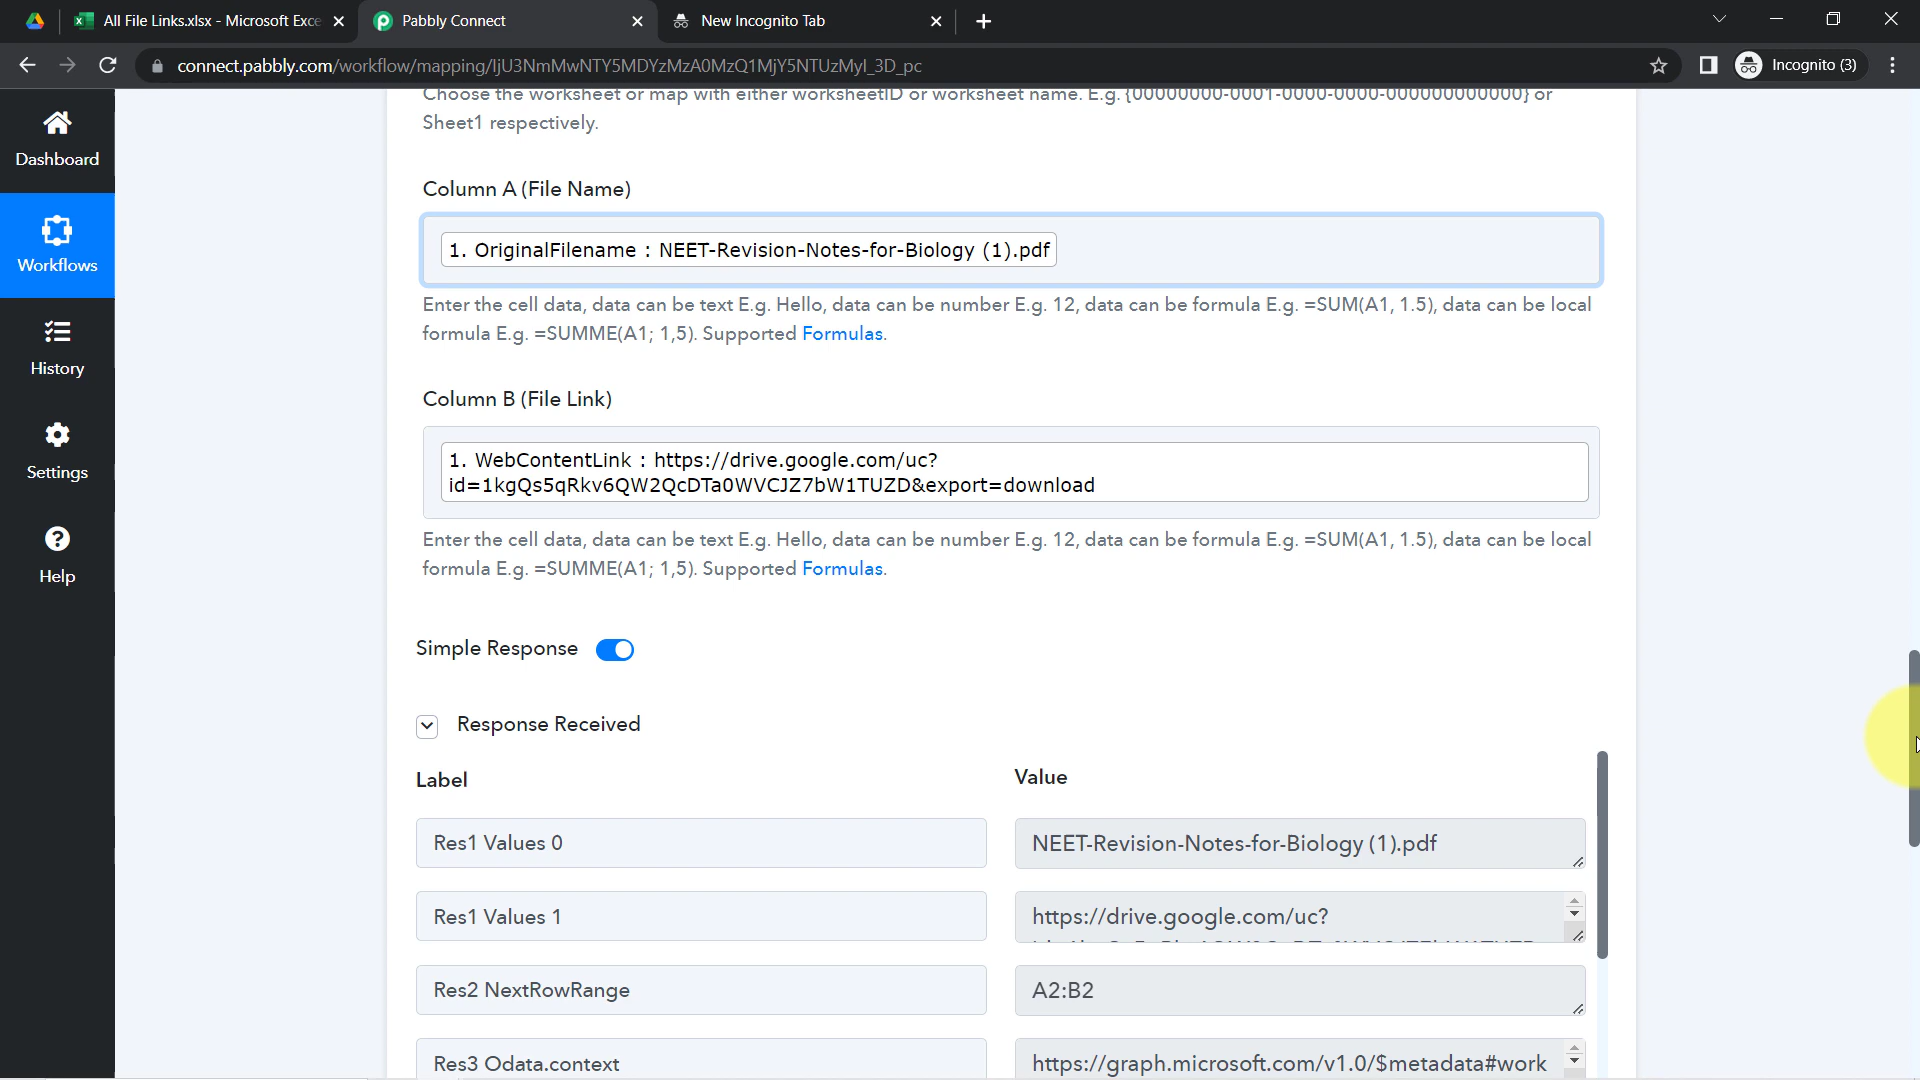 All File Links.xlsx - Microsoft Exce
Pabbly Connect
New Incognito Tab
connect.pabbly.com/workflow/mapping/IjU3NmMwNTY5MDYzMzA0MzQ1MjY5NTUzMyI_3D_pc
Incognito (3)
Dashboard
Workflows
History
Settings
Help
Choose the worksheet or map with either worksheetID or worksheet name. E.g. {00000000-0001-0000-0000-000000000000} or
Sheet1 respectively.
Column A (File Name)
1. OriginalFilename : NEET-Revision-Notes-for-Biology (1).pdf
Enter the cell data, data can be text E.g. Hello, data can be number E.g. 12, data can be formula E.g. =SUM(A1, 1.5), data can be local
formula E.g. =SUMME(A1; 1,5). Supported Formulas.
Column B (File Link)
1. WebContentLink : https://drive.google.com/uc?
id=1kgQs5qRkv6QW2QcDTa0WVCJZ7bW1TUZD&export=download
Enter the cell data, data can be text E.g. Hello, data can be number E.g. 12, data can be formula E.g. =SUM(A1, 1.5), data can be local
formula E.g. =SUMME(A1; 1,5). Supported Formulas.
Simple Response
Response Received
Label
Value
Res1 Values 0
NEET-Revision-Notes-for-Biology (1).pdf
Res1 Values 1
https://drive.google.com/uc?
Res2 NextRowRange
A2:B2
Res3 Odata.context
https://graph.microsoft.com/v1.0/$metadata#work